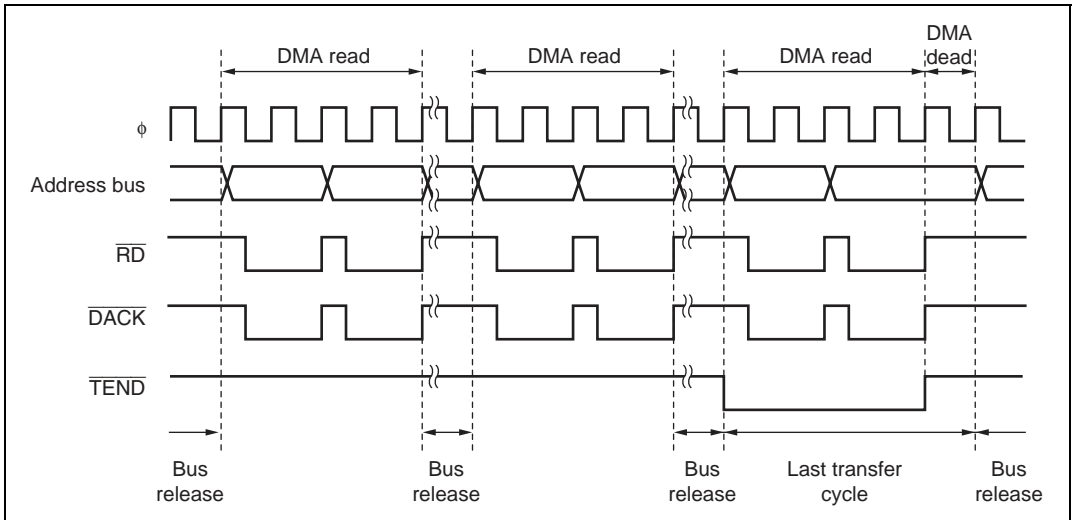 DMA read
DMA read
DMA read
DMA
dead
φ
Address bus
RD
DACK
TEND
Bus
release
Bus
release
Bus
release
Last transfer
cycle
Bus
release